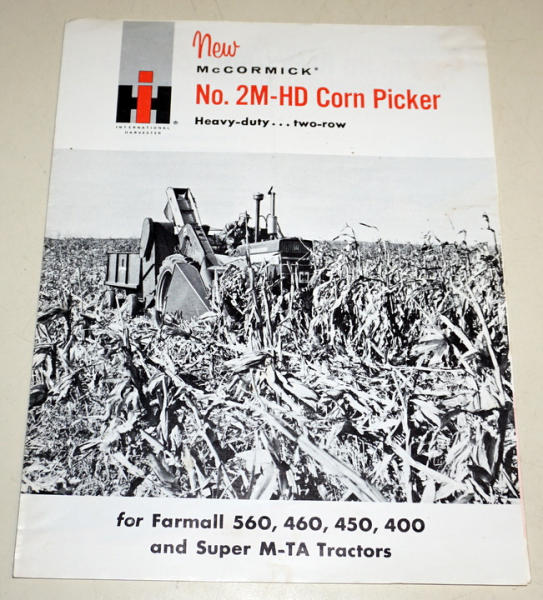 New
McCORMICK®
No. 2M-HD Corn Picker
Heavy-duty...two-row
IH
®
INTERNATIONAL
HARVESTER
for Farmall 560, 460, 450, 400
and Super M-TA Tractors